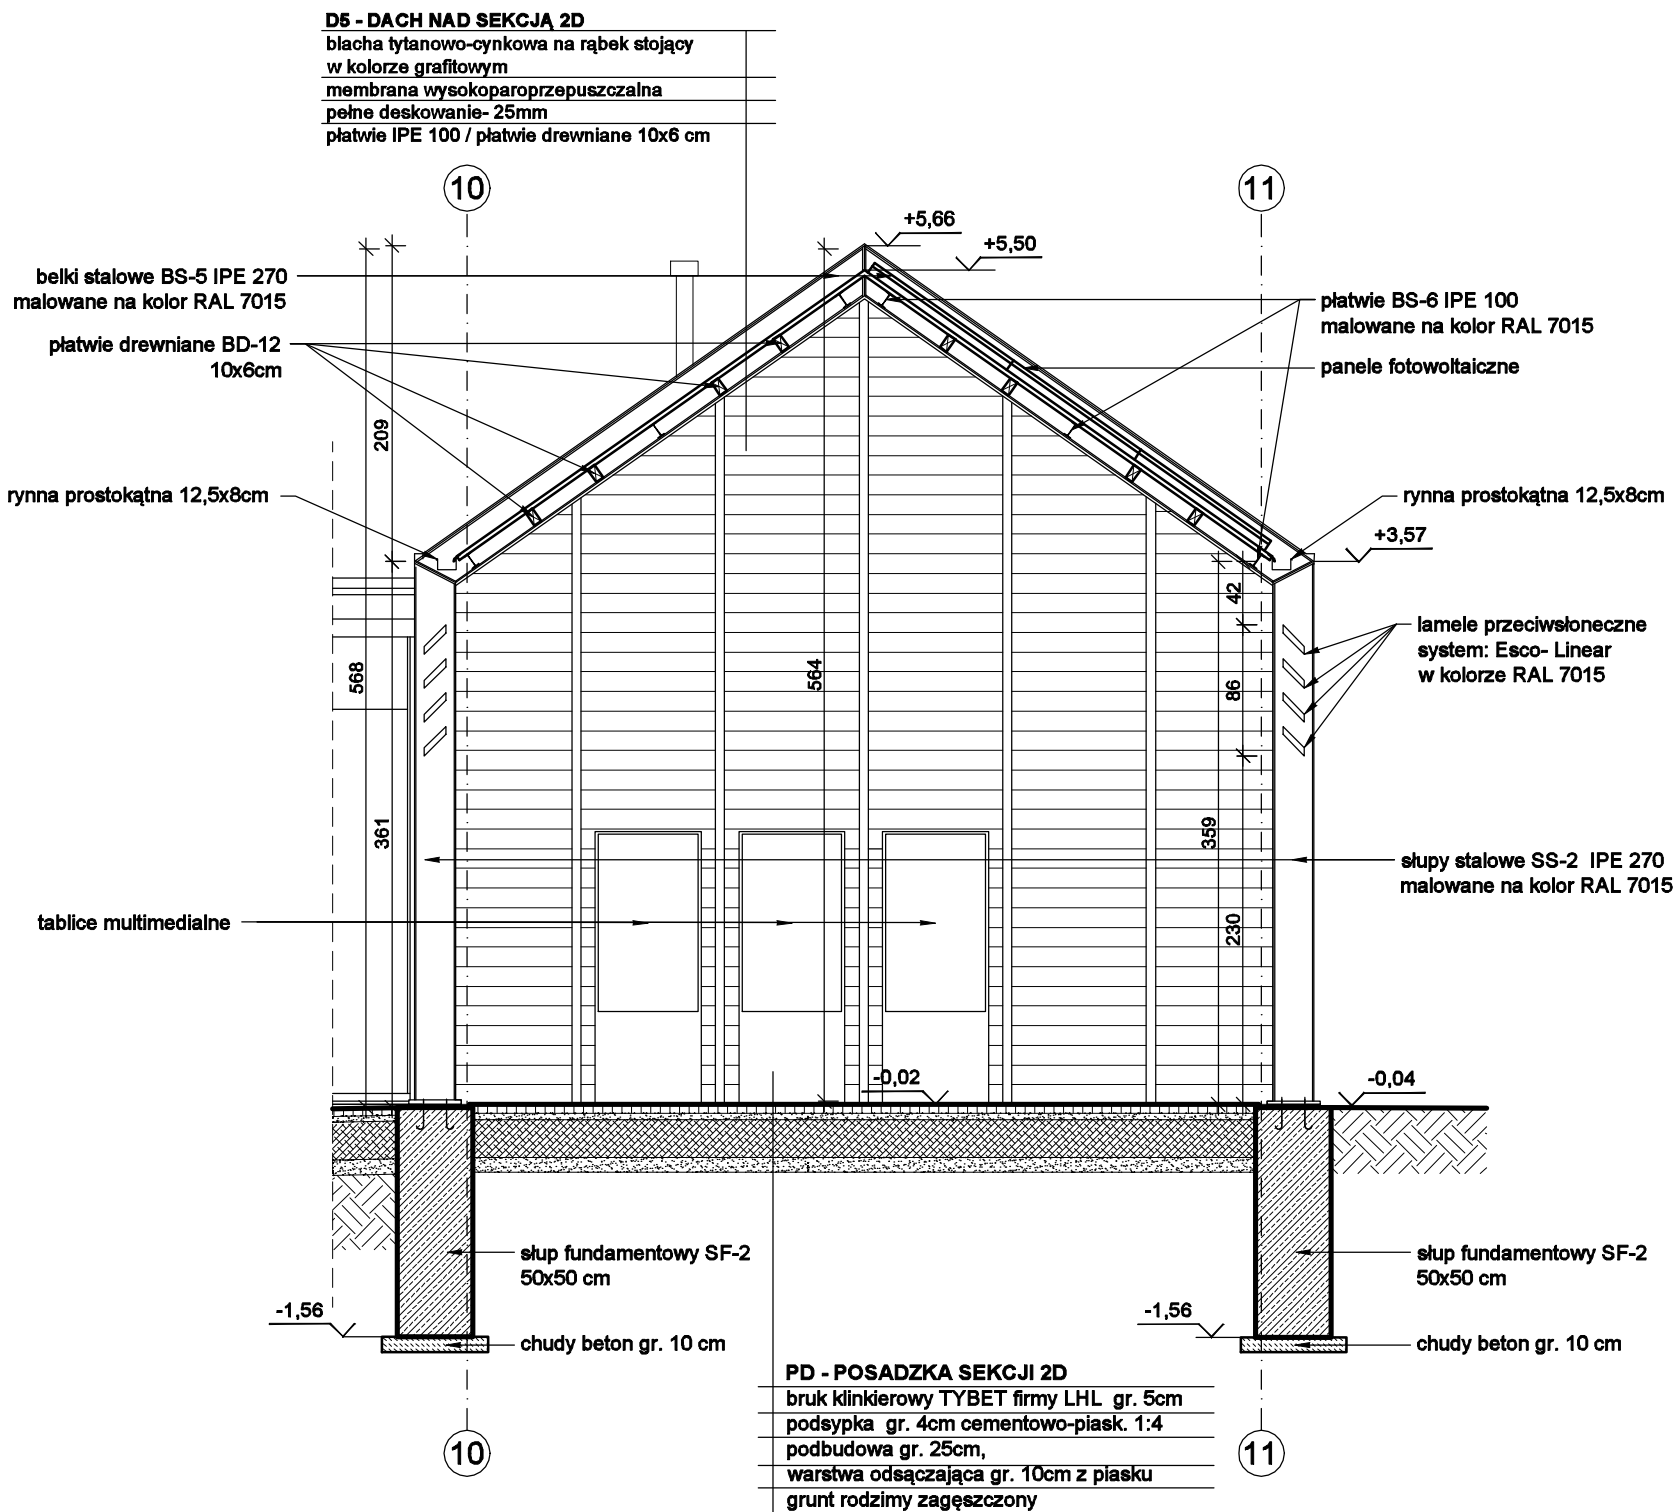 D5 - DACH NAD SEKCJĄ 2D
blacha tytanowo-cynkowa na rąbek stojący
w kolorze grafitowym
membrana wysokoparoprzepuszczalna
pełne deskowanie- 25mm
płatwie IPE 100 / płatwie drewniane 10x6 cm
10
11
+5,66
+5,50
belki stalowe BS-5 IPE 270
malowane na kolor RAL 7015
płatwie drewniane BD-12
10x6cm
płatwie BS-6 IPE 100
malowane na kolor RAL 7015
panele fotowoltaiczne
209
rynna prostokątna 12,5x8cm
rynna prostokątna 12,5x8cm
+3,57
42
568
564
86
lamele przeciwsłoneczne
system: Esco- Linear
w kolorze RAL 7015
361
359
słupy stalowe SS-2 IPE 270
malowane na kolor RAL 7015
tablice multimedialne
230
-0,02
-0,04
słup fundamentowy SF-2
50x50 cm
słup fundamentowy SF-2
50x50 cm
-1,56
-1,56
chudy beton gr. 10 cm
chudy beton gr. 10 cm
PD - POSADZKA SEKCJI 2D
bruk klinkierowy TYBET firmy LHL gr. 5cm
podsypka gr. 4cm cementowo-piask. 1:4
podbudowa gr. 25cm,
warstwa odsączająca gr. 10cm z piasku
grunt rodzimy zagęszczony
10
11